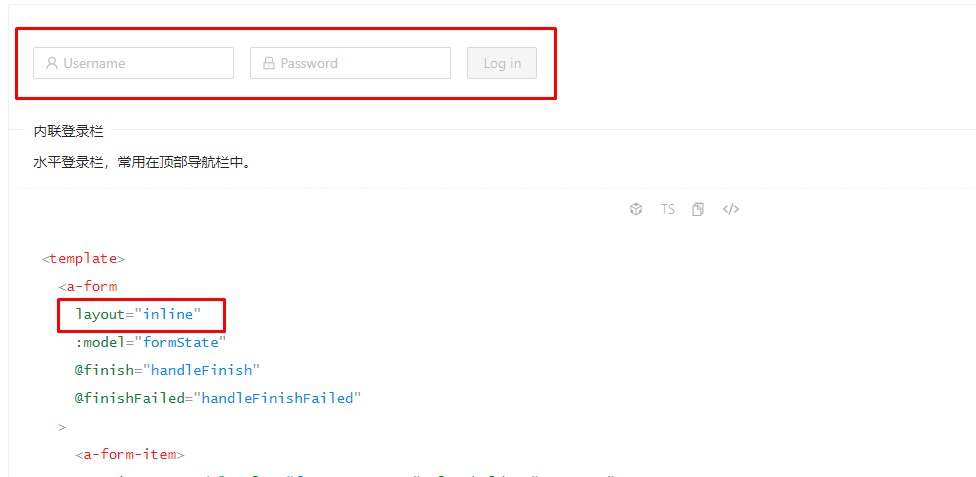 Username Password Log in
内联登录栏
水平登录栏，常用在顶部导航栏中。
TS </>
<template>
<a-form
layout="inline"
:model="formState"
@finish="handleFinish"
@finishFailed="handleFinishFailed"
>
<a-form-item>